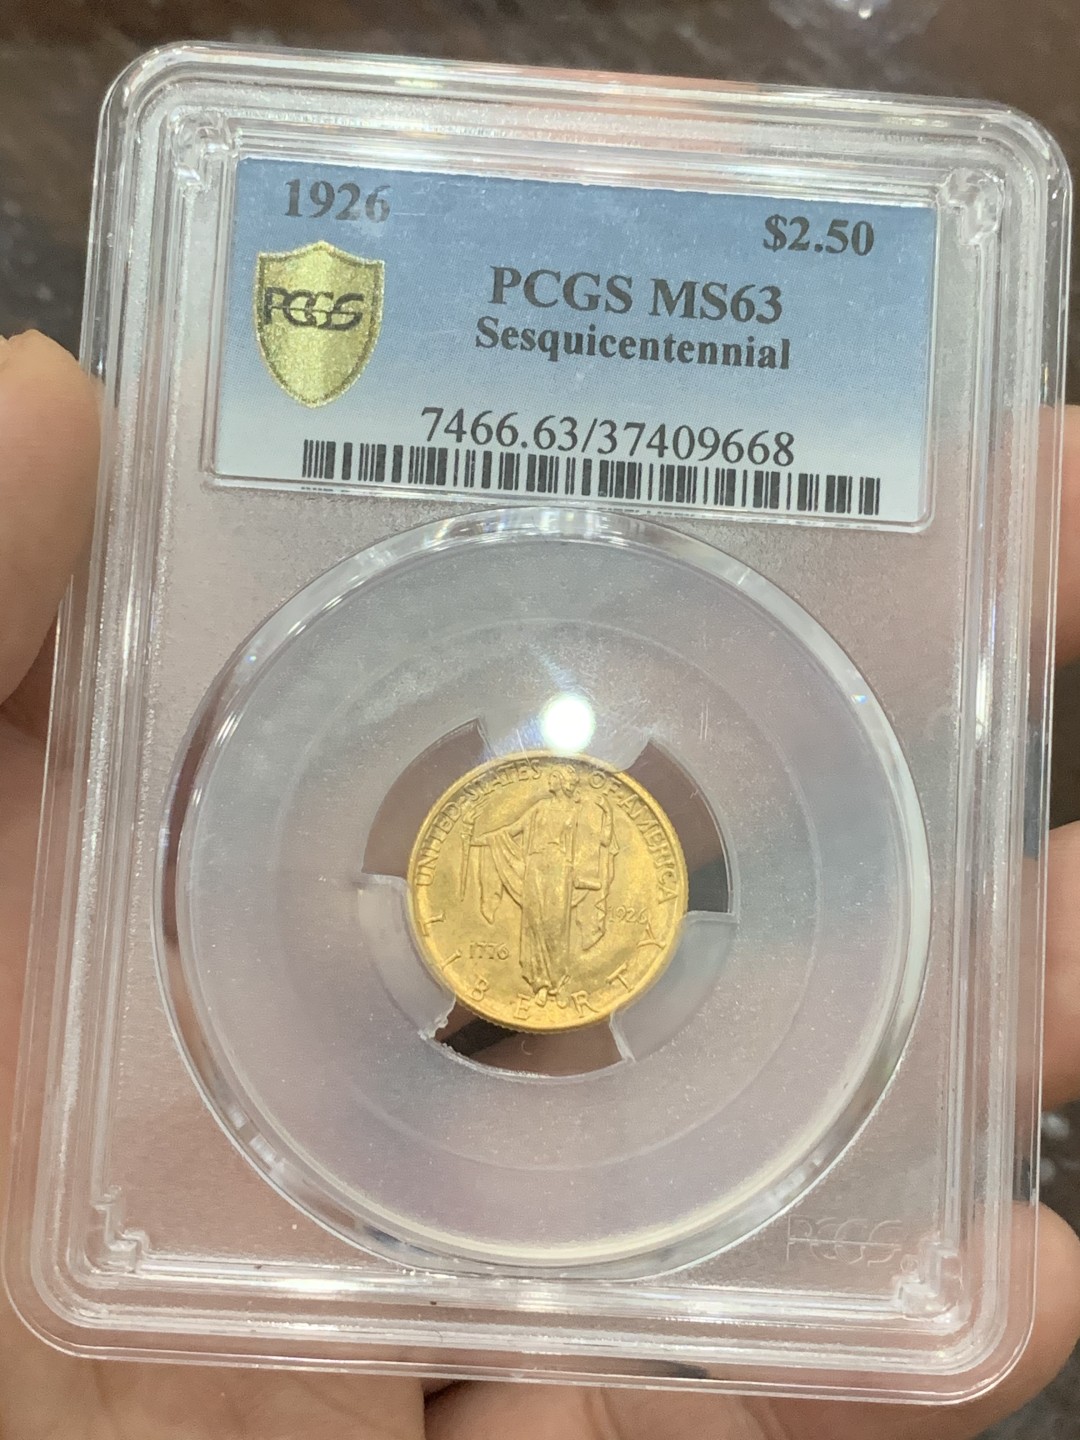 1926
$2.50
PCGS
PCGS MS63
Sesquicentennial
7466.63/37409668
UNITED·STATES OF·AMERICA
1776
1926
LIBERTY
PCGS